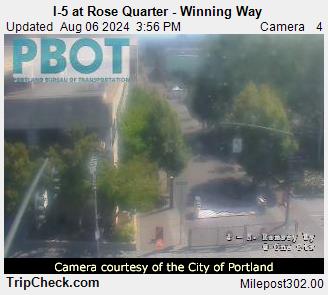 I-5 at Rose Quarter - Winning Way
Updated Aug 06 2024 3:56 PM Camera 4
PBOT
PORTLAND BUREAU OF TRANSPORTATION
Ramsay
Camera courtesy of the City of Portland
TripCheck.com Milepost302.00